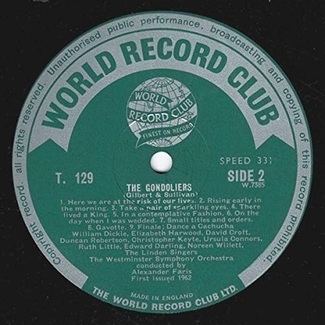 All rights reserved. Unauthorised public performance, broadcasting and copying of this record prohibited. Copyright reserved.
WORLD RECORD CLUB
WORLD
RECORD CLUB
FINEST ON RECORD
SPEED 33⅓
T. 129
THE GONDOLIERS
(Gilbert & Sullivan)
SIDE 2
W.7385
1. Here we are at the risk of our lives. 2. Rising early
in the morning. 3. Take a pair of sparkling eyes. 4. There
lived a King. 5. In a contemplative Fashion. 6. On the
day when I was wedded. 7. Small titles and orders.
8. Gavotte. 9. Finale; Dance a Cachucha
William Dickie, Elizabeth Harwood, David Croft,
Duncan Robertson, Christopher Keyte, Ursula Connors,
Ruth Little, Edward Darling, Noreen Willett,
The Linden Singers
The Westminster Symphony Orchestra
conducted by
Alexander Faris
First issued 1962
MADE IN ENGLAND
THE WORLD RECORD CLUB LTD.